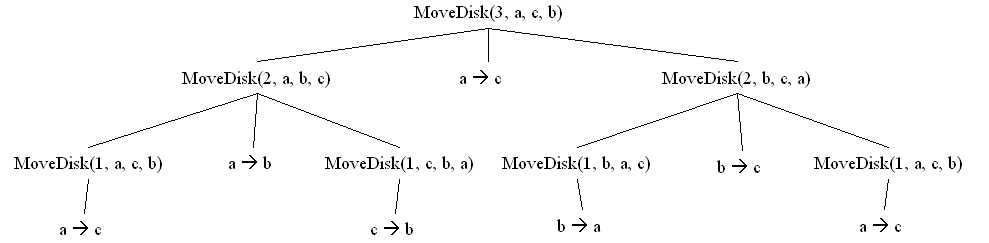 MoveDisk(3, a, c, b)
MoveDisk(2, a, b, c)
a → c
MoveDisk(2, b, c, a)
MoveDisk(1, a, c, b)
a → b
MoveDisk(1, c, b, a)
MoveDisk(1, b, a, c)
b → c
MoveDisk(1, a, c, b)
a → c
c → b
b → a
a → c